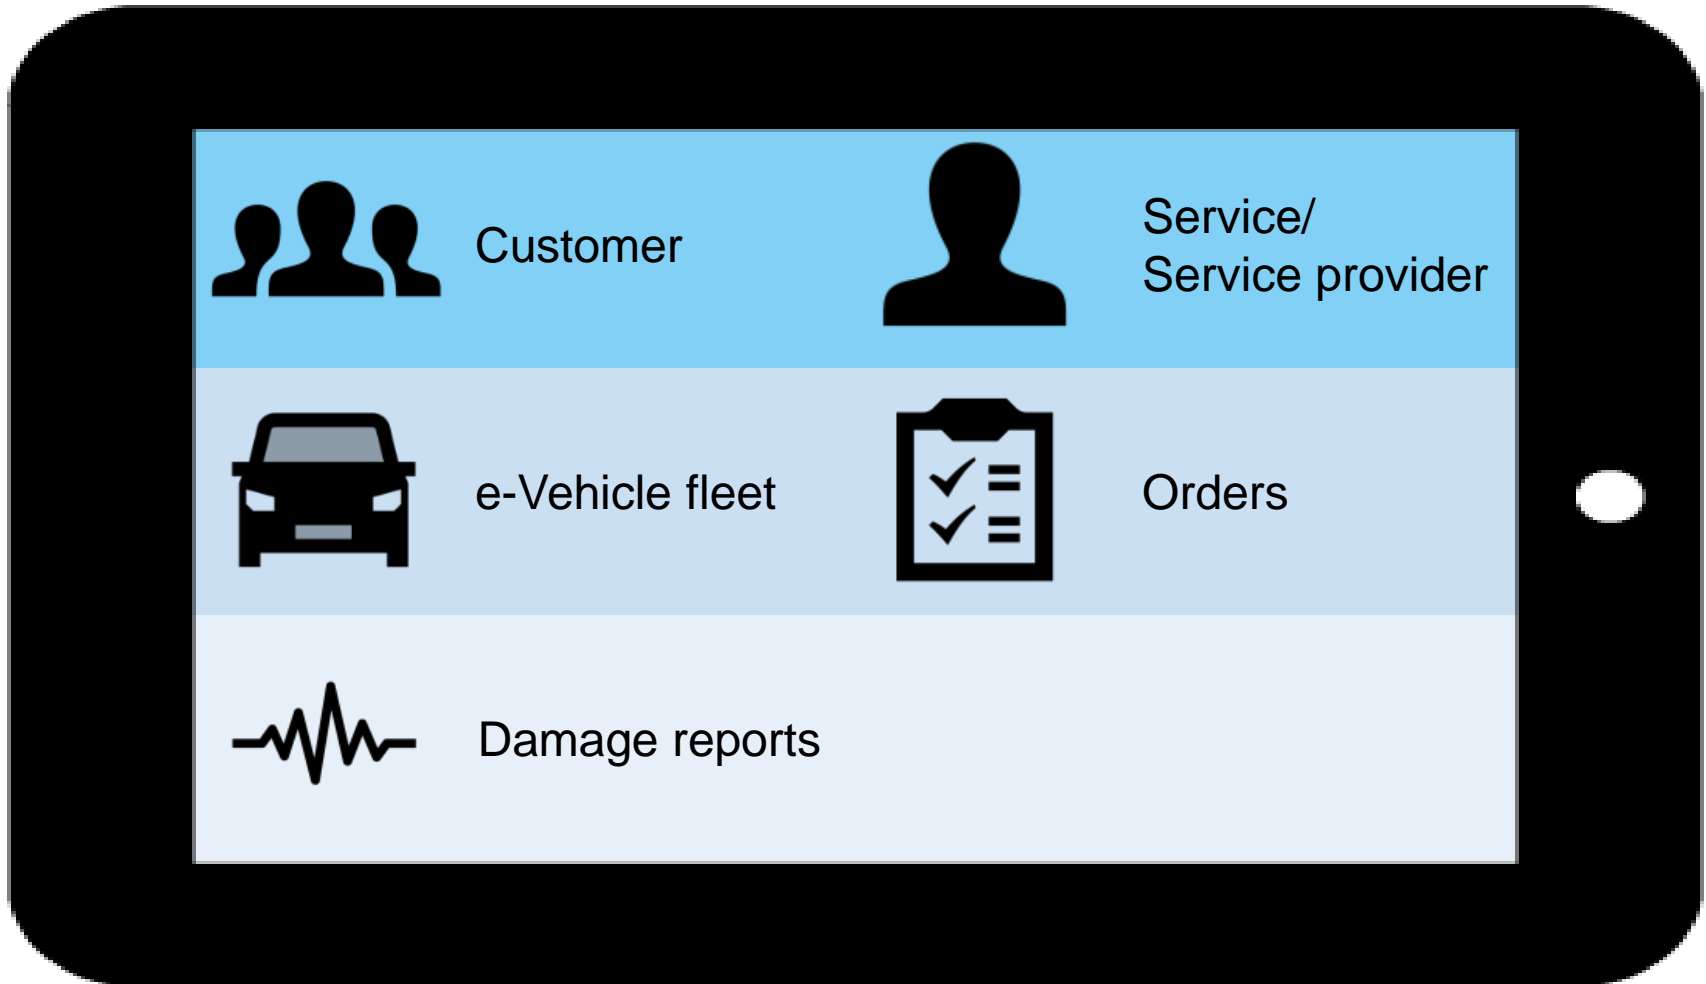 Customer
Service/
Service provider
e-Vehicle fleet
Orders
Damage reports